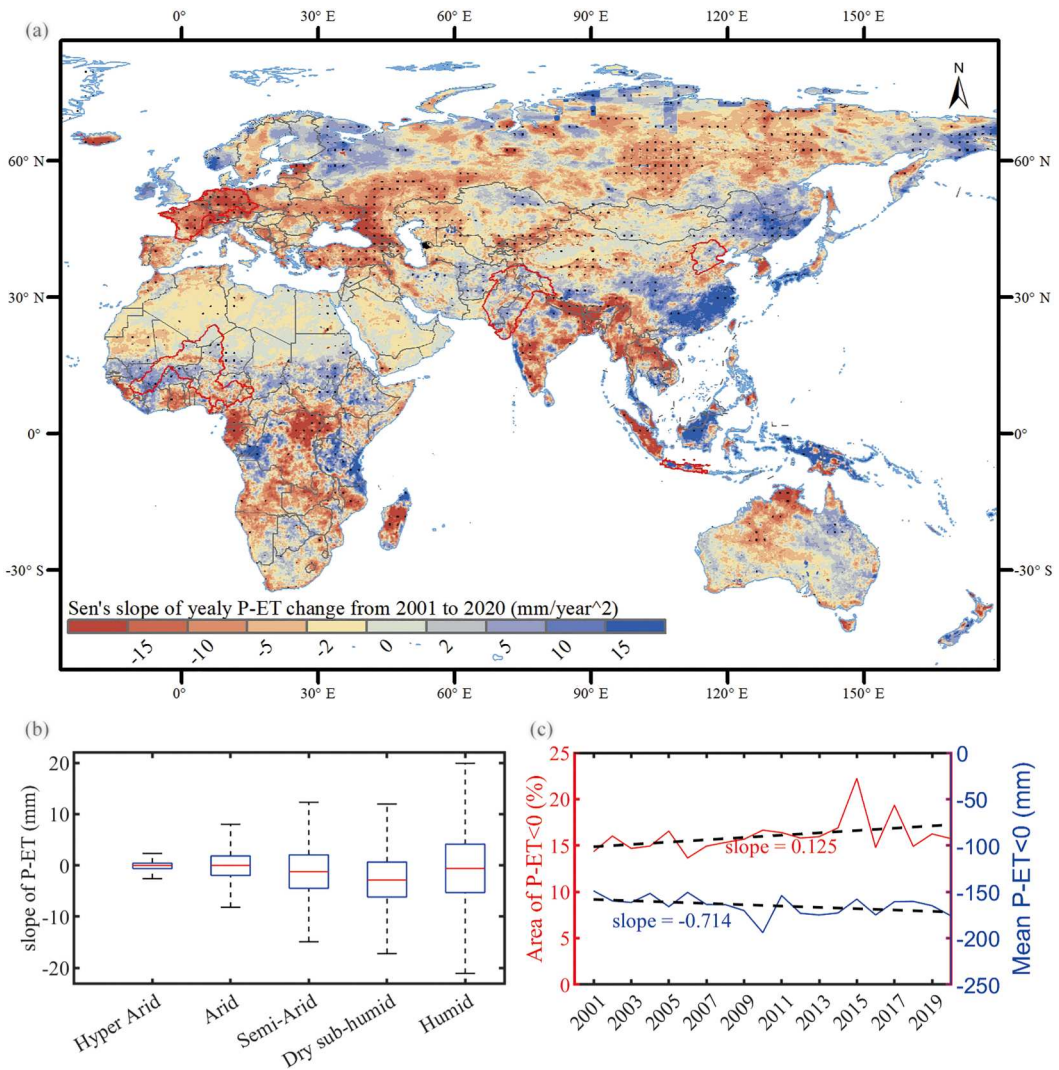 (a)
0° 30° E 60° E 90° E 120° E 150° E
N
60° N 60° N
30° N 30° N
0° 0°
-30° S -30° S
Sen's slope of yealy P-ET change from 2001 to 2020 (mm/year^2)
-15 -10 -5 -2 0 2 5 10 15
0° 30° E 60° E 90° E 120° E 150° E
(b)
slope of P-ET (mm)
20
10
0
-10
-20
Hyper Arid Arid Semi-Arid Dry sub-humid Humid
(c)
Area of P-ET<0 (%)
25
20
15
10
5
0
slope = 0.125
slope = -0.714
0
-50
-100
-150
-200
-250
Mean P-ET<0 (mm)
2001 2003 2005 2007 2009 2011 2013 2015 2017 2019